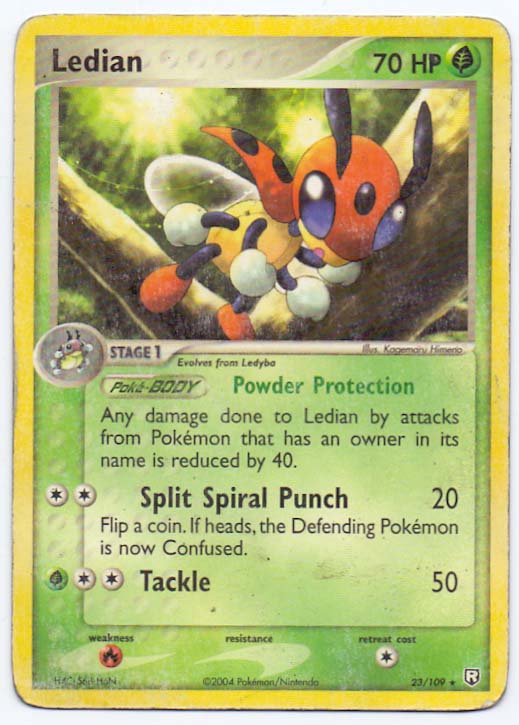 Ledian 70 HP
Illus. Kagemaru Himeno
STAGE 1
Evolves from Ledyba
Poké-BODY Powder Protection
Any damage done to Ledian by attacks
from Pokémon that has an owner in its
name is reduced by 40.
Split Spiral Punch 20
Flip a coin. If heads, the Defending Pokémon
is now Confused.
Tackle 50
weakness resistance retreat cost
©2004 Pokémon/Nintendo 23/109 ★
R